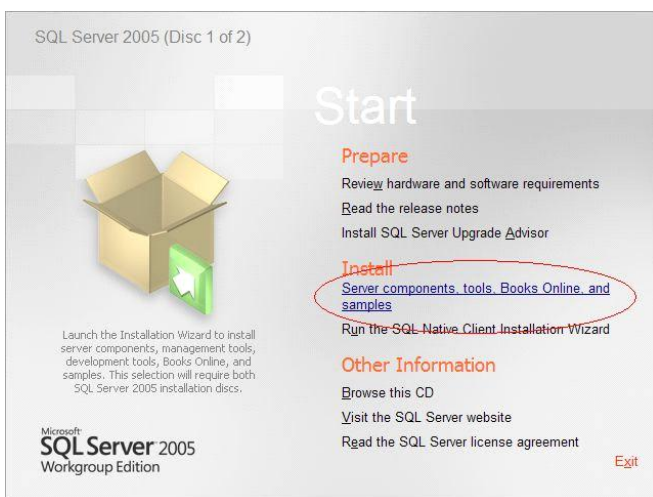 SQL Server 2005 (Disc 1 of 2)
Start
Prepare
Review hardware and software requirements
Read the release notes
Install SQL Server Upgrade Advisor
Install
Server components, tools, Books Online, and
samples
Run the SQL Native Client Installation Wizard
Launch the Installation Wizard to install
server components, management tools,
development tools, Books Online, and
samples. This selection will require both
SQL Server 2005 installation discs.
Other Information
Browse this CD
Visit the SQL Server website
Read the SQL Server license agreement
Microsoft
SQL Server 2005
Workgroup Edition
Exit